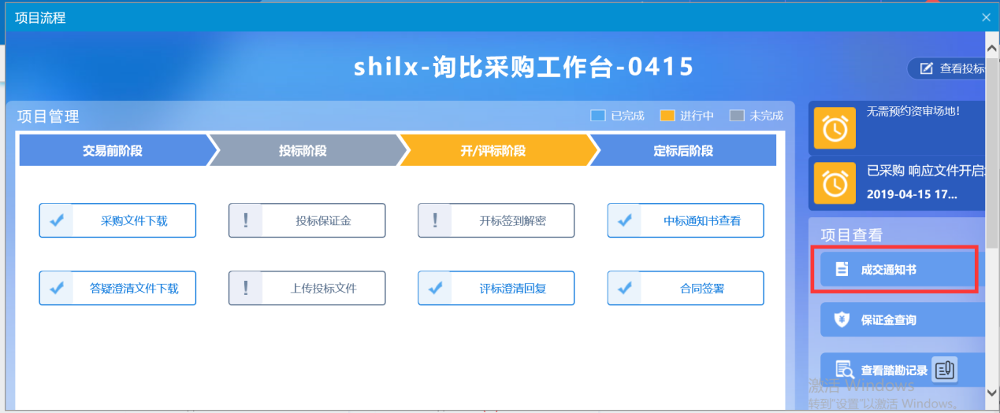 项目流程
shilx-询比采购工作台-0415
查看投标
项目管理
已完成 进行中 未完成
交易前阶段 投标阶段 开/评标阶段 定标后阶段
采购文件下载 投标保证金 开标签到解密 中标通知书查看
答疑澄清文件下载 上传投标文件 评标澄清回复 合同签署
无需预约资审场地!
已采购 响应文件开启
2019-04-15 17...
项目查看
成交通知书
保证金查询
查看踏勘记录
激活 Windows
转到"设置"以激活 Windows。